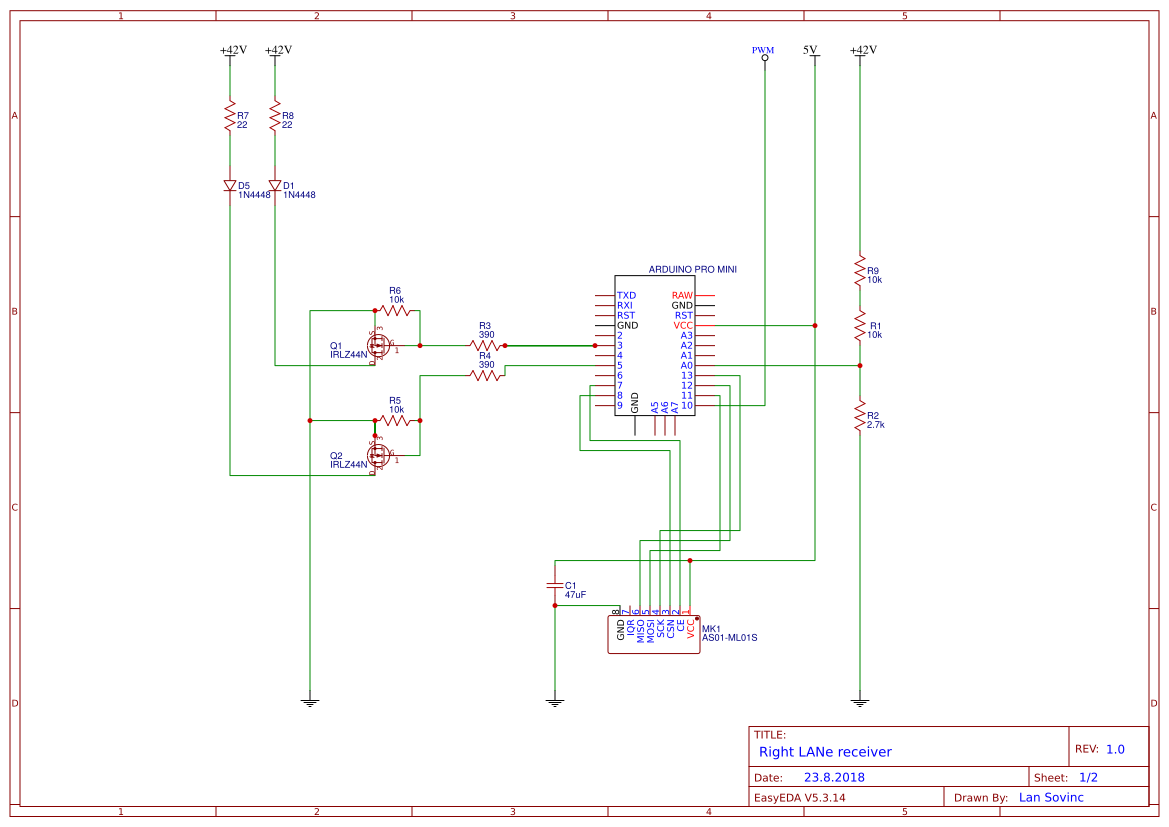 1 2 3 4 5
A A
B B
C C
D D
+42V +42V
PWM 5V +42V
R7
22
R8
22
D5
1N4448
D1
1N4448
R9
10k
R1
10k
R2
2.7k
R6
10k
Q1
IRLZ44N
S 3
G 1
D 2
R3
390
R4
390
R5
10k
Q2
IRLZ44N
S 3
G 1
D 2
ARDUINO PRO MINI
TXD RAW
RXI GND
RST RST
GND VCC
2 A3
3 A2
4 A1
5 A0
6 13
7 12
8 11
9 10
GND A5 A6 A7
C1
47uF
8 7 6 5 4 3 2 1
GND IQR MISO MOSI SCK CSN CE VCC
MK1
AS01-ML01S
TITLE:
Right LANe receiver
REV: 1.0
Date: 23.8.2018
Sheet: 1/2
EasyEDA V5.3.14
Drawn By: Lan Sovinc
1 2 3 4 5